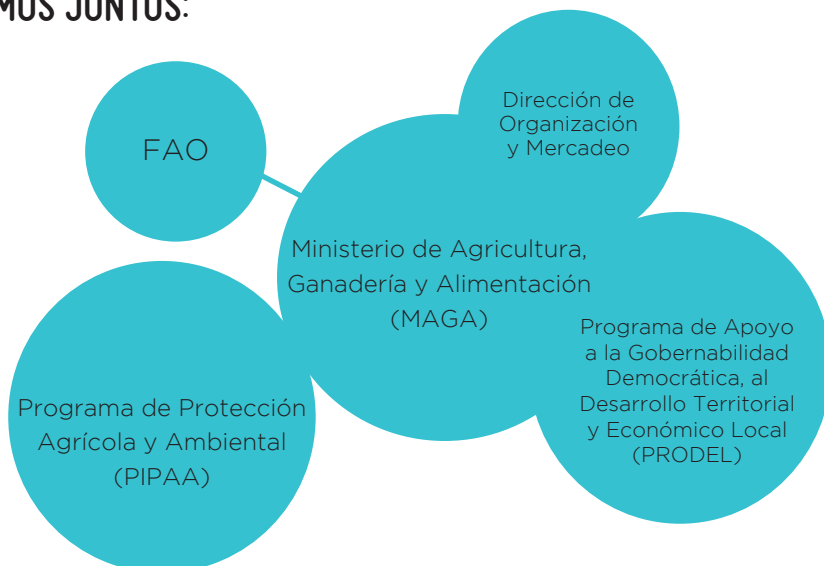 JUNTOS:
FAO
Dirección de
Organización
y Mercadeo
Ministerio de Agricultura,
Ganadería y Alimentación
(MAGA)
Programa de Apoyo
a la Gobernabilidad
Democrática, al
Desarrollo Territorial
y Económico Local
(PRODEL)
Programa de Protección
Agrícola y Ambiental
(PIPAA)